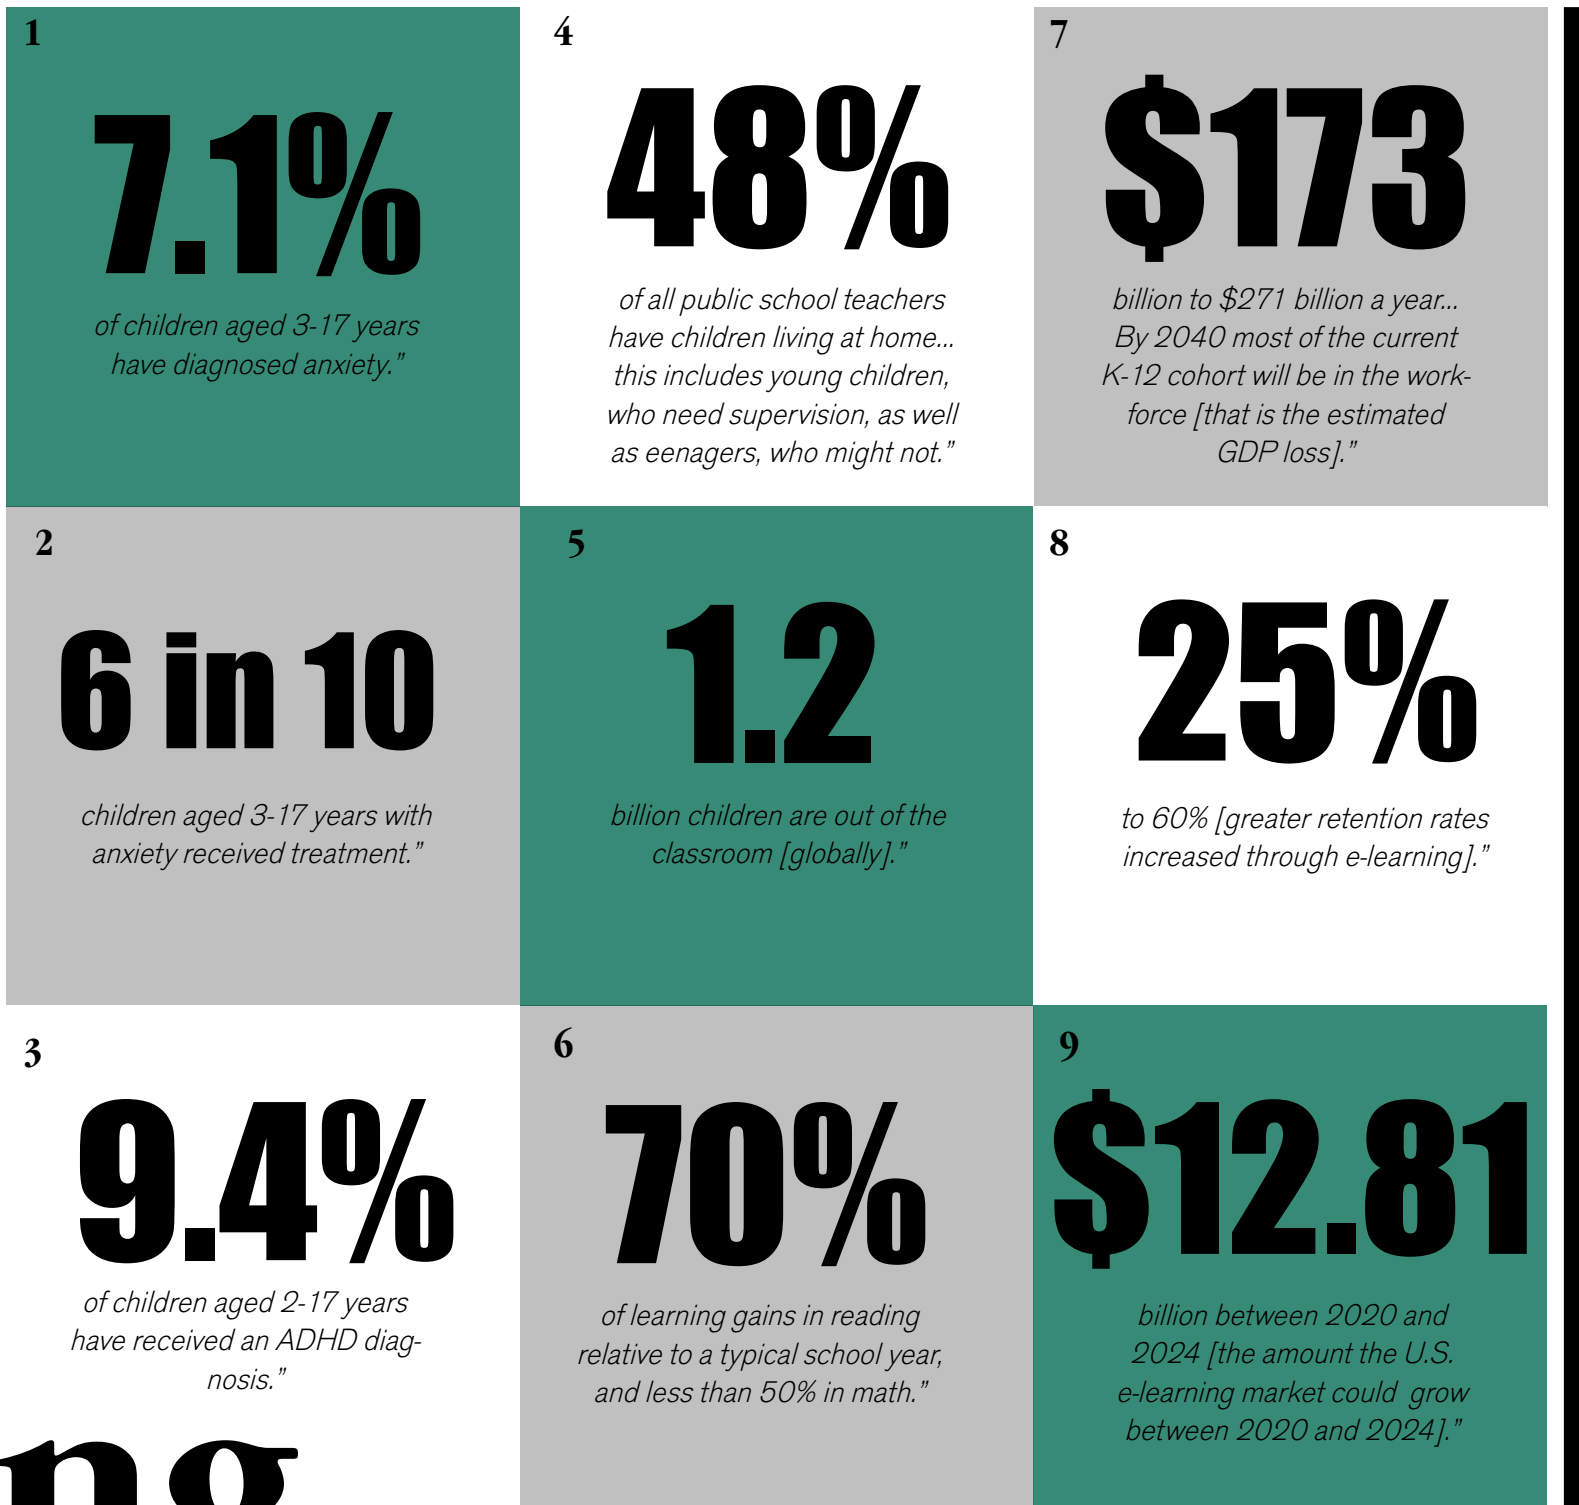 1
7.1%
of children aged 3-17 years
have diagnosed anxiety.”
2
6 in 10
children aged 3-17 years with
anxiety received treatment.”
3
9.4%
of children aged 2-17 years
have received an ADHD diag-
nosis.”
4
48%
of all public school teachers
have children living at home...
this includes young children,
who need supervision, as well
as eenagers, who might not.”
5
1.2
billion children are out of the
classroom [globally].”
6
70%
of learning gains in reading
relative to a typical school year,
and less than 50% in math.”
7
$173
billion to $271 billion a year...
By 2040 most of the current
K-12 cohort will be in the work-
force [that is the estimated
GDP loss].”
8
25%
to 60% [greater retention rates
increased through e-learning].”
9
$12.81
billion between 2020 and
2024 [the amount the U.S.
e-learning market could grow
between 2020 and 2024].”
ng